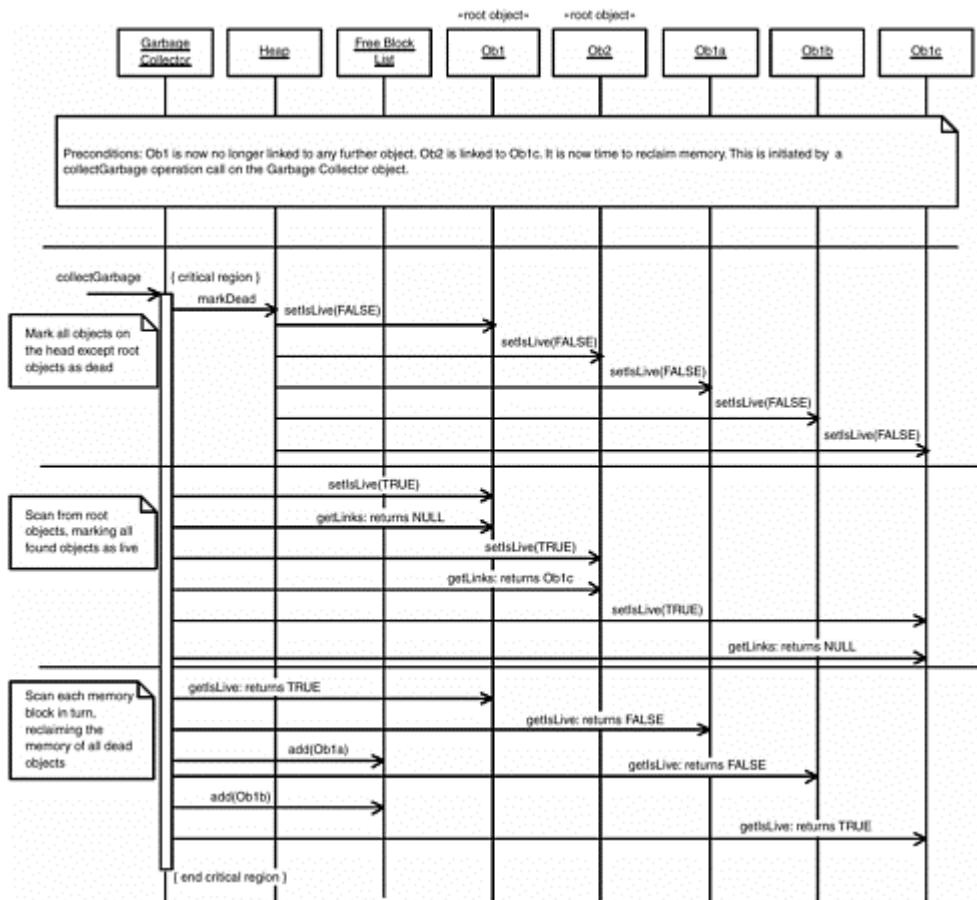 «root object»
«root object»
Garbage
Collector
Heap
Free Block
List
Ob1
Ob2
Ob1a
Ob1b
Ob1c
Preconditions: Ob1 is now no longer linked to any further object. Ob2 is linked to Ob1c. It is now time to reclaim memory. This is initiated by a
collectGarbage operation call on the Garbage Collector object.
collectGarbage
{ critical region }
markDead
setIsLive(FALSE)
Mark all objects on
the head except root
objects as dead
setIsLive(FALSE)
setIsLive(FALSE)
setIsLive(FALSE)
setIsLive(FALSE)
setIsLive(TRUE)
Scan from root
objects, marking all
found objects as live
getLinks: returns NULL
setIsLive(TRUE)
getLinks: returns Ob1c
setIsLive(TRUE)
getLinks: returns NULL
Scan each memory
block in turn,
reclaiming the
memory of all dead
objects
getIsLive: returns TRUE
getIsLive: returns FALSE
add(Ob1a)
getIsLive: returns FALSE
add(Ob1b)
getIsLive: returns TRUE
{ end critical region }